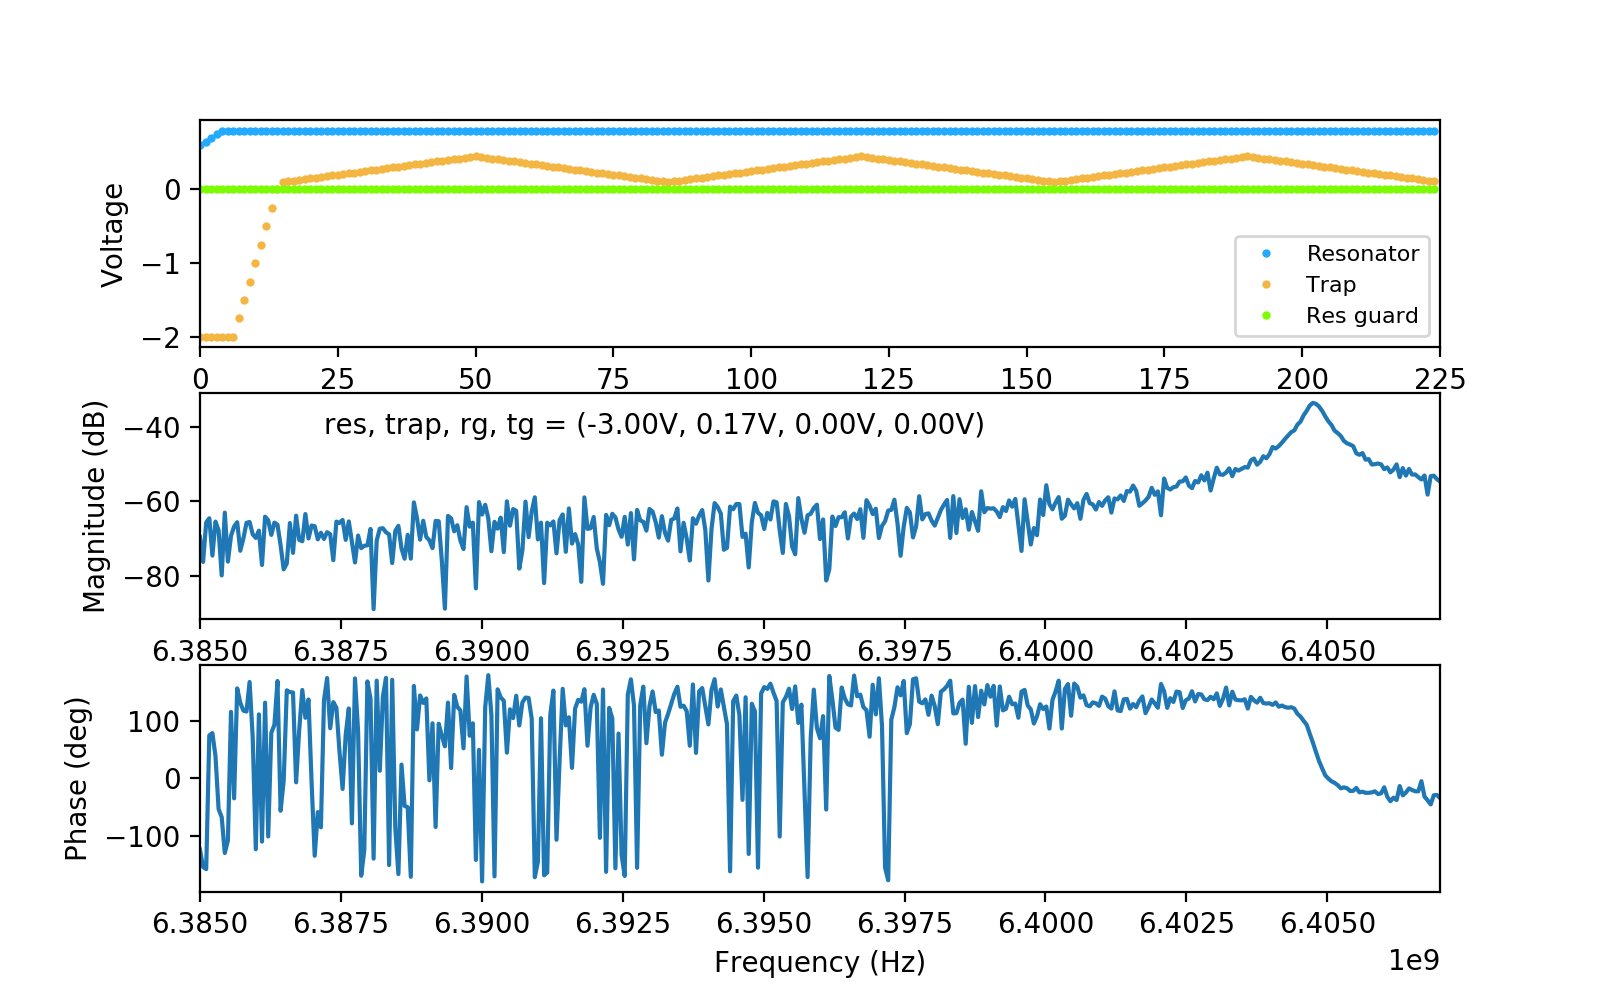 Voltage
0
−1
−2
Resonator
Trap
Res guard
0 25 50 75 100 125 150 175 200 225
Magnitude (dB)
−40
−60
−80
res, trap, rg, tg = (-3.00V, 0.17V, 0.00V, 0.00V)
6.3850 6.3875 6.3900 6.3925 6.3950 6.3975 6.4000 6.4025 6.4050
Phase (deg)
100
0
−100
6.3850 6.3875 6.3900 6.3925 6.3950 6.3975 6.4000 6.4025 6.4050
Frequency (Hz)
1e9